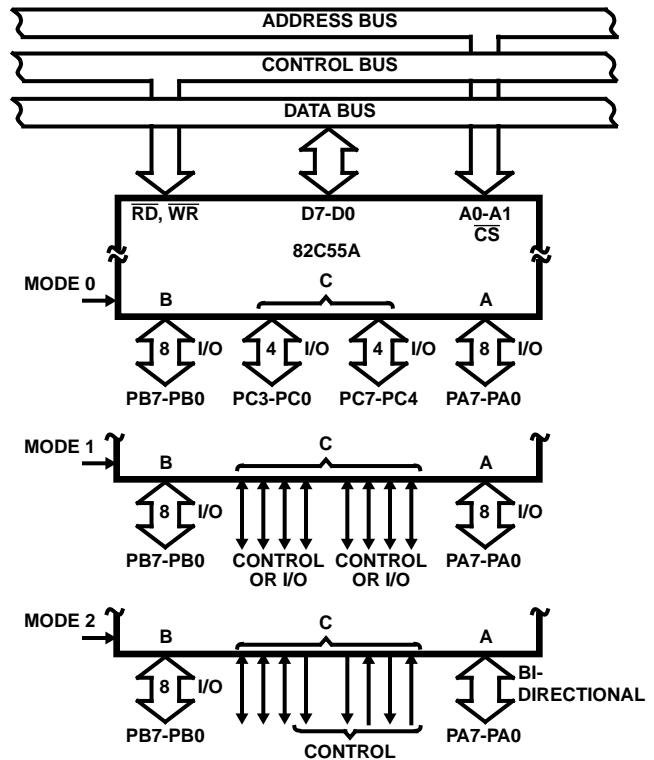 ADDRESS BUS
CONTROL BUS
DATA BUS
RD, WR D7-D0 A0-A1
CS
82C55A
MODE 0
B C A
8 I/O 4 I/O 4 I/O 8 I/O
PB7-PB0 PC3-PC0 PC7-PC4 PA7-PA0
MODE 1
B C A
8 I/O 8 I/O
PB7-PB0 CONTROL OR I/O CONTROL OR I/O PA7-PA0
MODE 2
B C A
8 I/O BI-DIRECTIONAL
PB7-PB0 CONTROL PA7-PA0